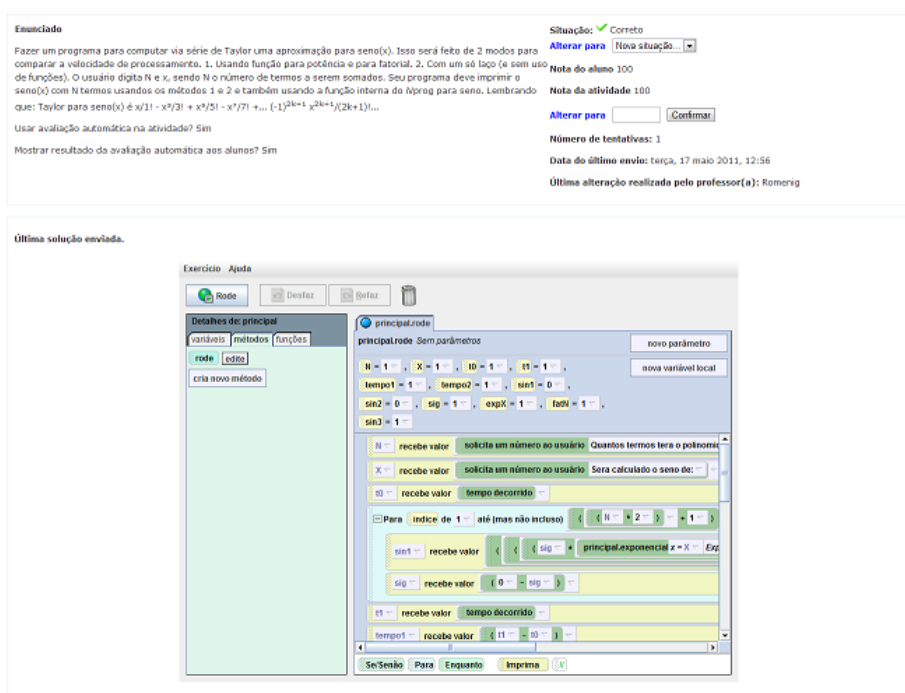 Enunciado
Fazer um programa para computar via série de Taylor uma aproximação para seno(x). Isso será feito de 2 modos para
comparar a velocidade de processamento. 1. Usando função para potência e para fatorial. 2. Com um só laço (e sem uso
de funções). O usuário digita N e x, sendo N o número de termos a serem somados. Seu programa deve imprimir o
seno(x) com N termos usandos os métodos 1 e 2 e também usando a função interna do iVprog para seno. Lembrando
que: Taylor para seno(x) é x/1! - x³/3! + x⁵/5! - x⁷/7! +... (-1)²ᵏ⁺¹ x²ᵏ⁺¹/(2k+1)!...
Usar avaliação automática na atividade? Sim
Mostrar resultado da avaliação automática aos alunos? Sim
Situação: Correto
Alterar para Nova situação...
Nota do aluno 100
Nota da atividade 100
Alterar para Confirmar
Número de tentativas: 1
Data do último envio: terça, 17 maio 2011, 12:56
Última alteração realizada pelo professor(a): Romenig
Última solução enviada.
Exercício Ajuda
Rode Desfaz Refaz
Detalhes de: principal
variáveis métodos funções
rode edite
cria novo método
principal.rode
principal.rode Sem parâmetros
novo parâmetro
nova variável local
N = 1 , X = 1 , t0 = 1 , t1 = 1 ,
tempo1 = 1 , tempo2 = 1 , sin1 = 0 ,
sin2 = 0 , sig = 1 , expX = 1 , fatN = 1 ,
sin3 = 1
N recebe valor solicita um número ao usuário Quantos termos tera o polinomio
X recebe valor solicita um número ao usuário Sera calculado o seno de:
t0 recebe valor tempo decorrido
Para índice de 1 até (mas não incluso) ( ( N * 2 ) + 1 )
sin1 recebe valor ( ( ( sig * principal.exponencial x = X Exp
sig recebe valor ( 0 - sig )
t1 recebe valor tempo decorrido
tempo1 recebe valor ( t1 - t0 )
Se/Senão Para Enquanto Imprima //